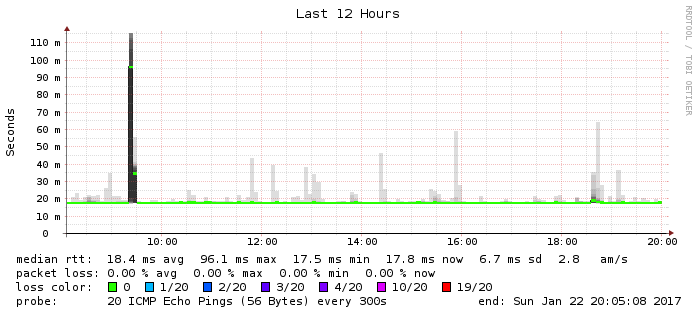 Last 12 Hours
RRDTOOL / TOBI OETIKER
Seconds
110 m
100 m
90 m
80 m
70 m
60 m
50 m
40 m
30 m
20 m
10 m
0
10:00 12:00 14:00 16:00 18:00 20:00
median rtt: 18.4 ms avg 96.1 ms max 17.5 ms min 17.8 ms now 6.7 ms sd 2.8 am/s
packet loss: 0.00 % avg 0.00 % max 0.00 % min 0.00 % now
loss color: 0 1/20 2/20 3/20 4/20 10/20 19/20
probe: 20 ICMP Echo Pings (56 Bytes) every 300s end: Sun Jan 22 20:05:08 2017